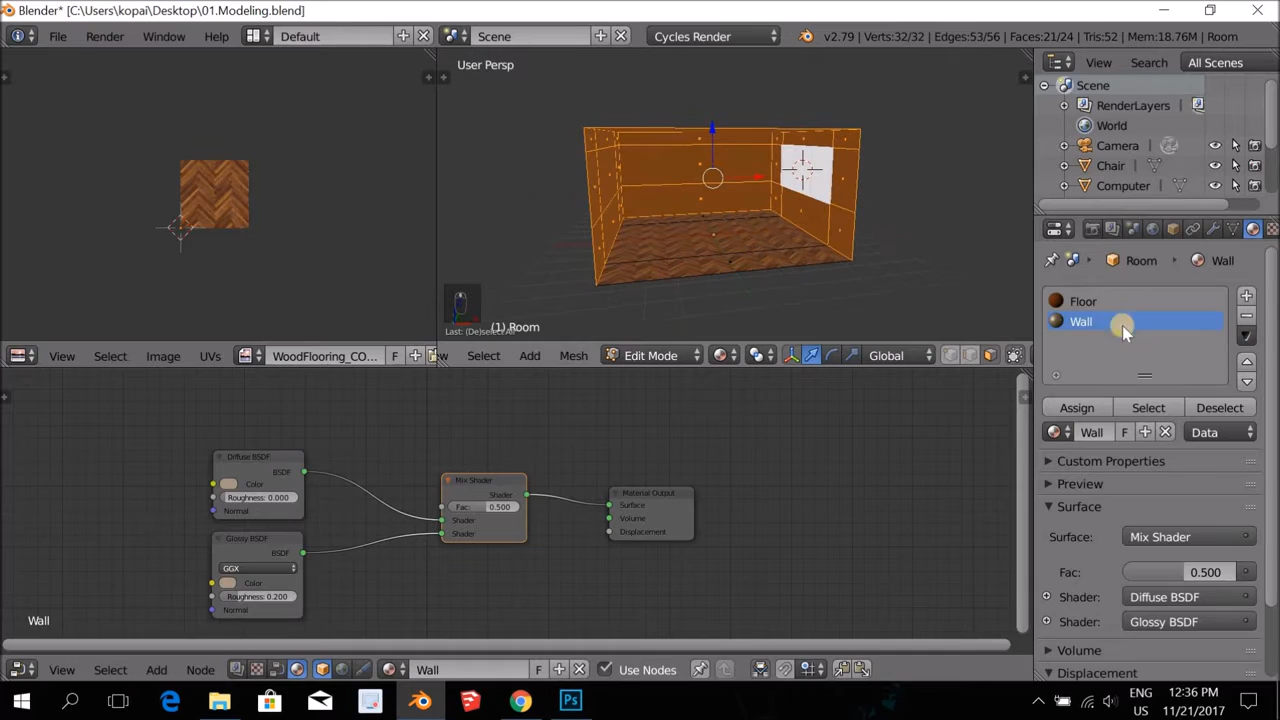 Blender* [C:\Users\kopai\Desktop\01.Modeling.blend]
File Render Window Help Default Scene Cycles Render v2.79 | Verts:32/32 | Edges:53/56 | Faces:21/24 | Tris:52 | Mem:18.76M | Room
User Persp
View Search All Scenes
Scene
RenderLayers
World
Camera
Chair
Computer
Room Wall
Floor
Wall
Last: (De)select All
(1) Room
View Select Image UVs WoodFlooring_CO... F
Select Add Mesh Edit Mode Global
Assign Select Deselect
Wall F Data
Custom Properties
Preview
Surface
Surface: Mix Shader
Fac: 0.500
Shader: Diffuse BSDF
Shader: Glossy BSDF
Volume
Displacement
Diffuse BSDF
BSDF
Color
Roughness: 0.000
Normal
Glossy BSDF
BSDF
GGX
Color
Roughness: 0.200
Normal
Mix Shader
Shader
Fac: 0.500
Shader
Shader
Material Output
Surface
Volume
Displacement
Wall
View Select Add Node Wall F Use Nodes
Ps
ENG 12:36 PM
US 11/21/2017